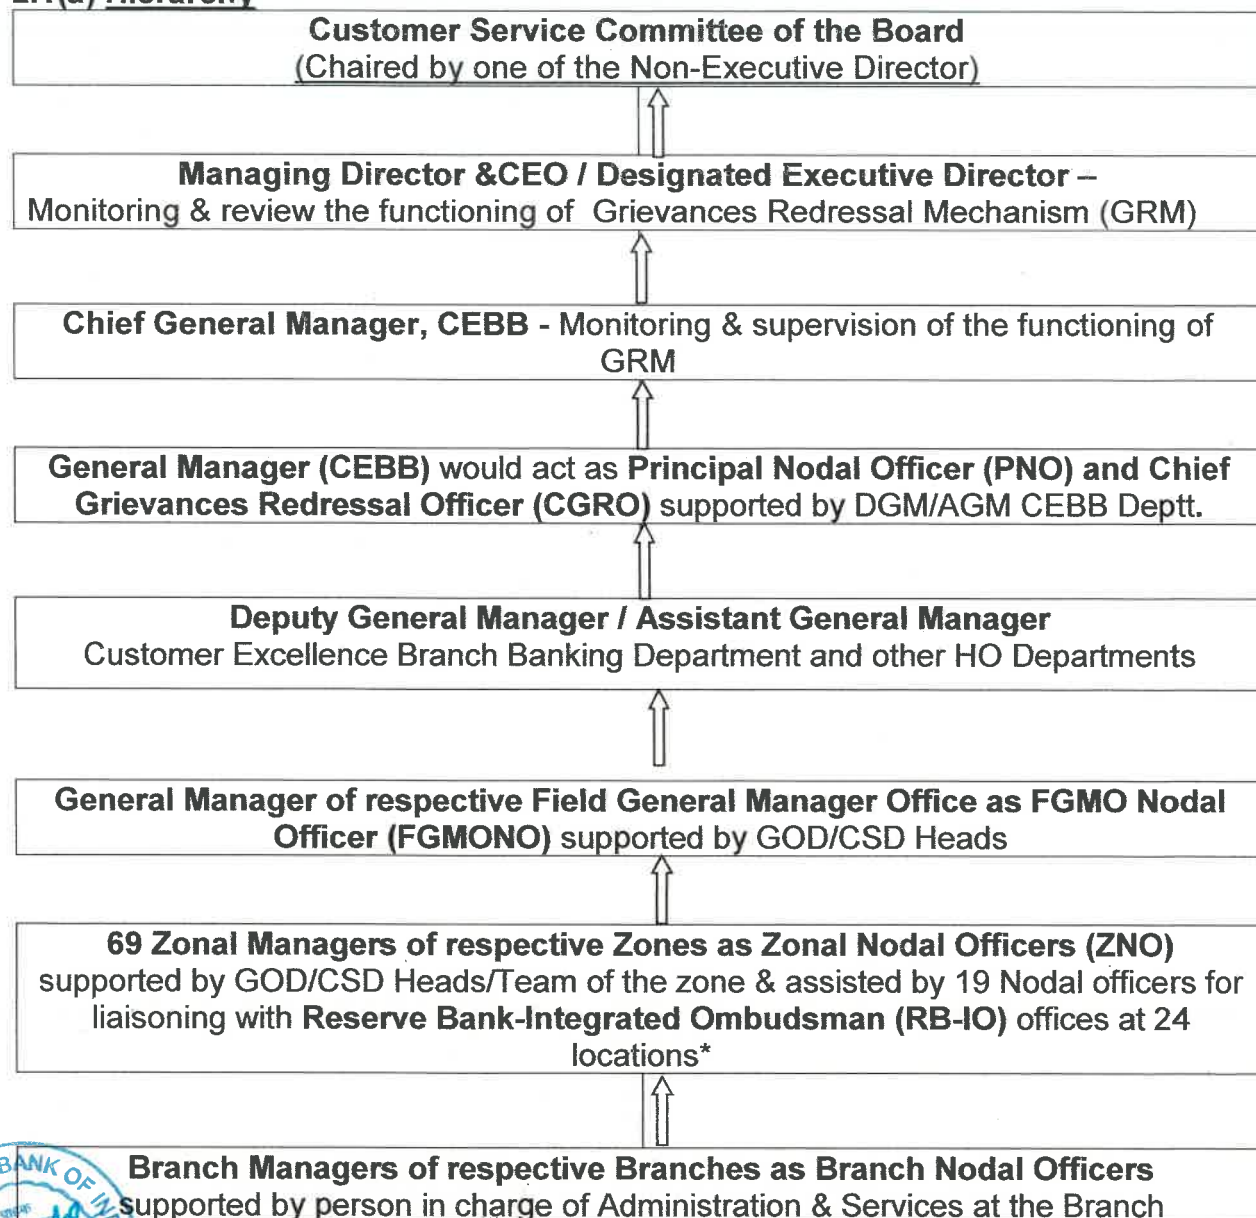 2.1(a) Hierarchy
Customer Service Committee of the Board
(Chaired by one of the Non-Executive Director)
Managing Director &CEO / Designated Executive Director –
Monitoring & review the functioning of Grievances Redressal Mechanism (GRM)
Chief General Manager, CEBB - Monitoring & supervision of the functioning of
GRM
General Manager (CEBB) would act as Principal Nodal Officer (PNO) and Chief
Grievances Redressal Officer (CGRO) supported by DGM/AGM CEBB Deptt.
Deputy General Manager / Assistant General Manager
Customer Excellence Branch Banking Department and other HO Departments
General Manager of respective Field General Manager Office as FGMO Nodal
Officer (FGMONO) supported by GOD/CSD Heads
69 Zonal Managers of respective Zones as Zonal Nodal Officers (ZNO)
supported by GOD/CSD Heads/Team of the zone & assisted by 19 Nodal officers for
liaisoning with Reserve Bank-Integrated Ombudsman (RB-IO) offices at 24
locations*
Branch Managers of respective Branches as Branch Nodal Officers
supported by person in charge of Administration & Services at the Branch
BANK OF